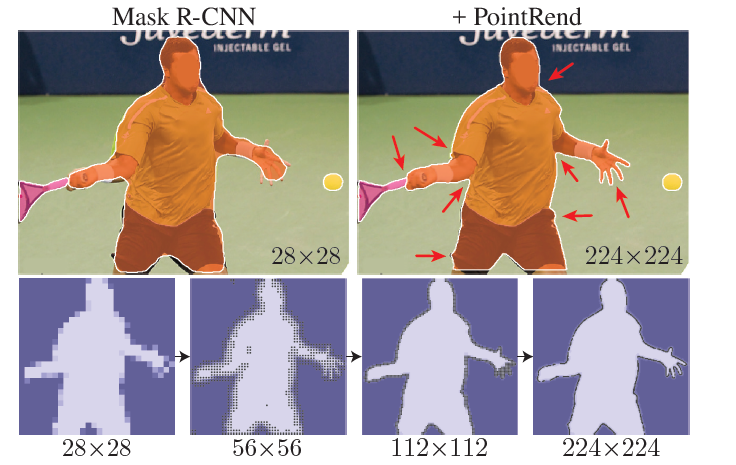 Mask R-CNN
+ PointRend
INJECTABLE GEL
INJECTABLE GEL
28×28
224×224
28×28
56×56
112×112
224×224